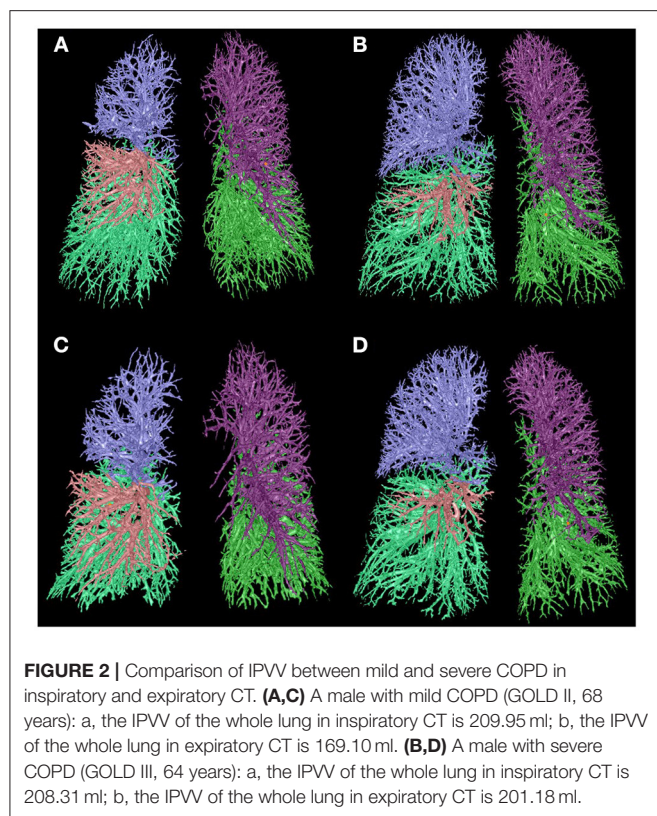 A
B
C
D
FIGURE 2 | Comparison of IPVV between mild and severe COPD in
inspiratory and expiratory CT. (A,C) A male with mild COPD (GOLD II, 68
years): a, the IPVV of the whole lung in inspiratory CT is 209.95 ml; b, the IPVV
of the whole lung in expiratory CT is 169.10 ml. (B,D) A male with severe
COPD (GOLD III, 64 years): a, the IPVV of the whole lung in inspiratory CT is
208.31 ml; b, the IPVV of the whole lung in expiratory CT is 201.18 ml.